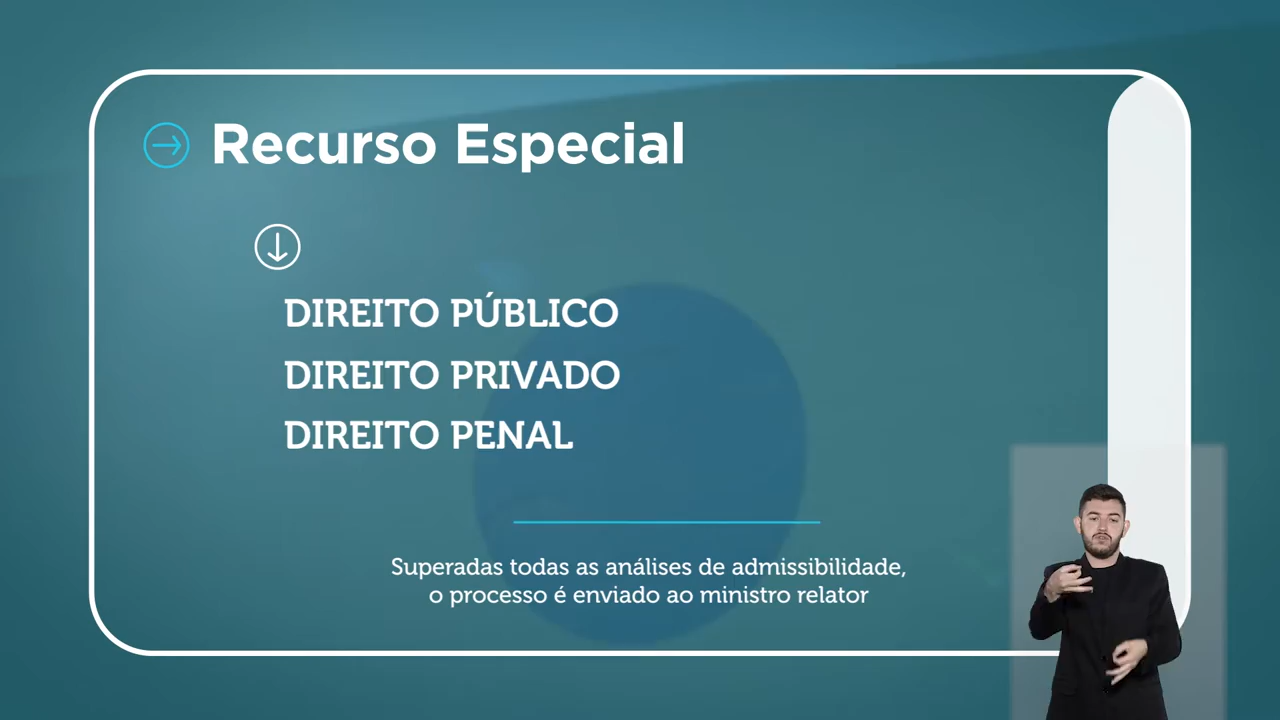 Recurso Especial
DIREITO PÚBLICO
DIREITO PRIVADO
DIREITO PENAL
Superadas todas as análises de admissibilidade,
o processo é enviado ao ministro relator